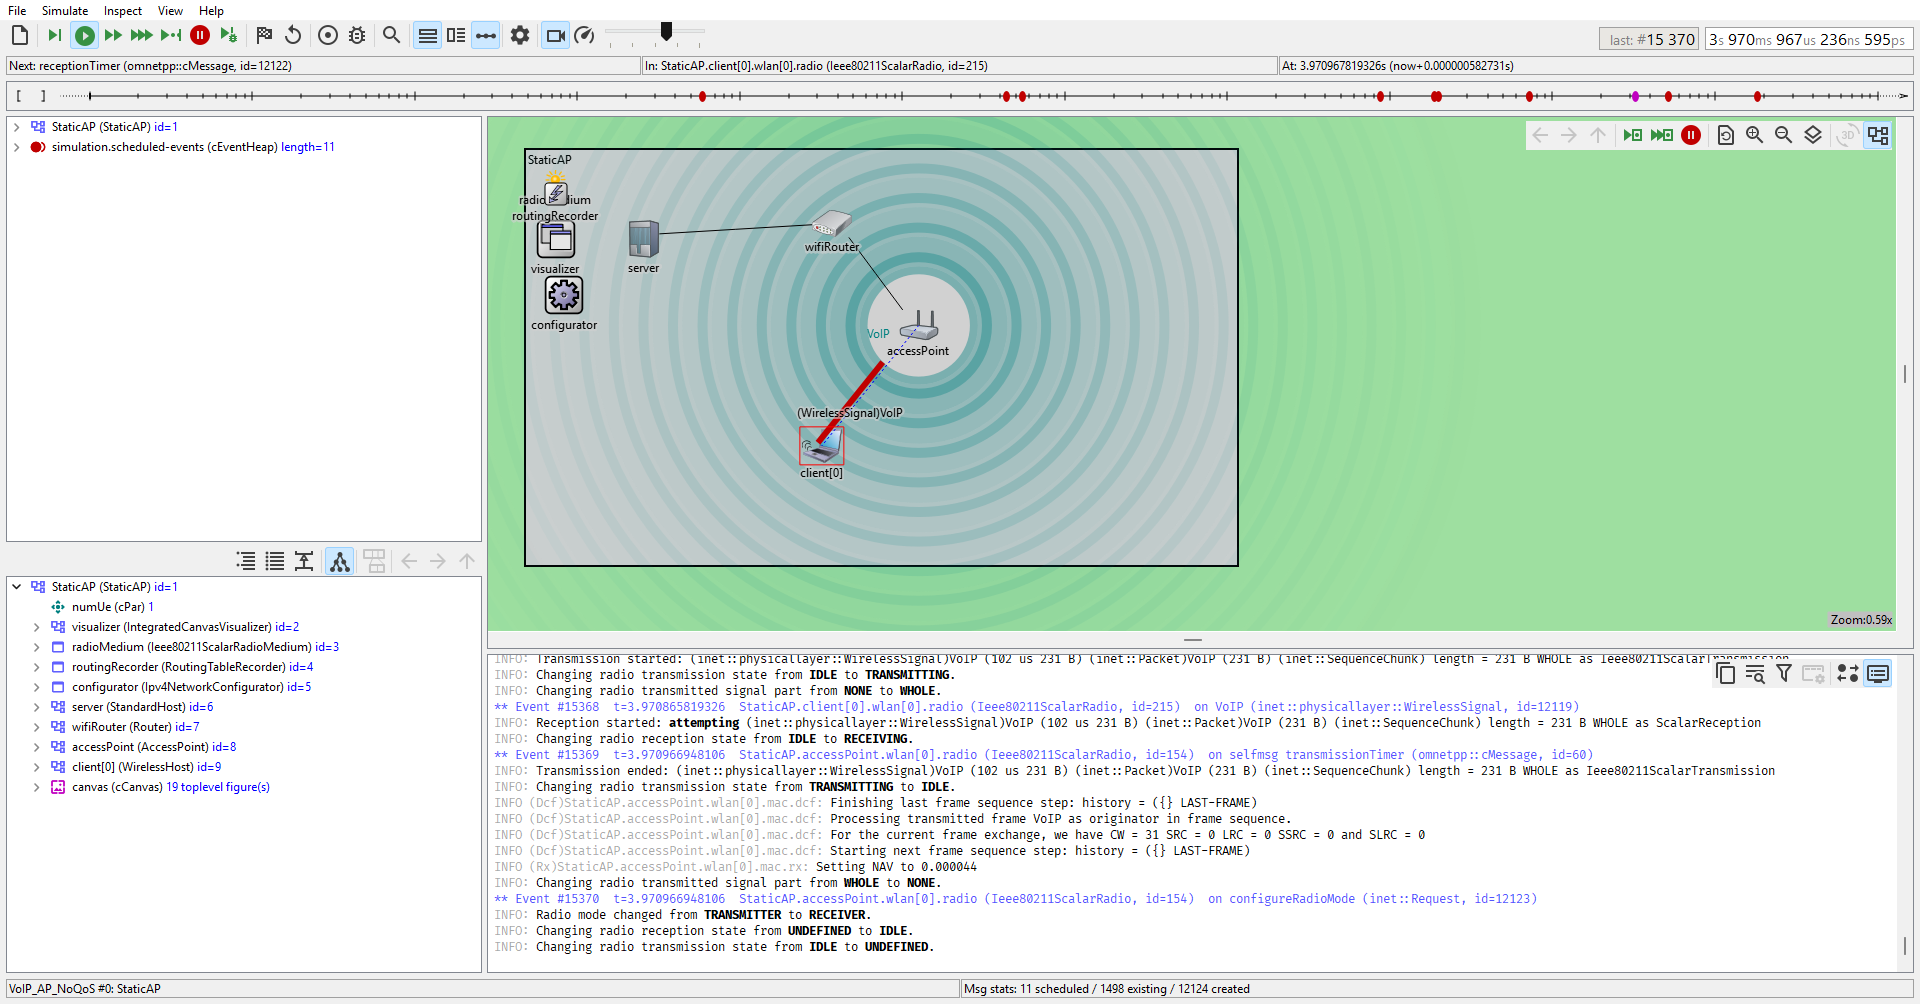 File Simulate Inspect View Help
last: #15 370
3s 970ms 967us 236ns 595ps
Next: receptionTimer (omnetpp::cMessage, id=12122)
In: StaticAP.client[0].wlan[0].radio (Ieee80211ScalarRadio, id=215)
At: 3.970967819326s (now+0.000000582731s)
[ ]
StaticAP (StaticAP) id=1
simulation.scheduled-events (cEventHeap) length=11
3D
StaticAP
routingRecorder
visualizer
configurator
server
wifiRouter
VoIP
accessPoint
(WirelessSignal)VoIP
client[0]
Zoom:0.59x
StaticAP (StaticAP) id=1
numUe (cPar) 1
visualizer (IntegratedCanvasVisualizer) id=2
radioMedium (Ieee80211ScalarRadioMedium) id=3
routingRecorder (RoutingTableRecorder) id=4
configurator (Ipv4NetworkConfigurator) id=5
server (StandardHost) id=6
wifiRouter (Router) id=7
accessPoint (AccessPoint) id=8
client[0] (WirelessHost) id=9
canvas (cCanvas) 19 toplevel figure(s)
INFO: Transmission started: (inet::physicallayer::WirelessSignal)VoIP (102 us 231 B) (inet::Packet)VoIP (231 B) (inet::SequenceChunk) length = 231 B WHOLE as Ieee80211ScalarTransmission
INFO: Changing radio transmission state from IDLE to TRANSMITTING.
INFO: Changing radio transmitted signal part from NONE to WHOLE.
** Event #15368 t=3.970865819326 StaticAP.client[0].wlan[0].radio (Ieee80211ScalarRadio, id=215) on VoIP (inet::physicallayer::WirelessSignal, id=12119)
INFO: Reception started: attempting (inet::physicallayer::WirelessSignal)VoIP (102 us 231 B) (inet::Packet)VoIP (231 B) (inet::SequenceChunk) length = 231 B WHOLE as ScalarReception
INFO: Changing radio reception state from IDLE to RECEIVING.
** Event #15369 t=3.970966948106 StaticAP.accessPoint.wlan[0].radio (Ieee80211ScalarRadio, id=154) on selfmsg transmissionTimer (omnetpp::cMessage, id=60)
INFO: Transmission ended: (inet::physicallayer::WirelessSignal)VoIP (102 us 231 B) (inet::Packet)VoIP (231 B) (inet::SequenceChunk) length = 231 B WHOLE as Ieee80211ScalarTransmission
INFO: Changing radio transmission state from TRANSMITTING to IDLE.
INFO (Dcf)StaticAP.accessPoint.wlan[0].mac.dcf: Finishing last frame sequence step: history = ({} LAST-FRAME)
INFO (Dcf)StaticAP.accessPoint.wlan[0].mac.dcf: Processing transmitted frame VoIP as originator in frame sequence.
INFO (Dcf)StaticAP.accessPoint.wlan[0].mac.dcf: For the current frame exchange, we have CW = 31 SRC = 0 LRC = 0 SSRC = 0 and SLRC = 0
INFO (Dcf)StaticAP.accessPoint.wlan[0].mac.dcf: Starting next frame sequence step: history = ({} LAST-FRAME)
INFO (Rx)StaticAP.accessPoint.wlan[0].mac.rx: Setting NAV to 0.000044
INFO: Changing radio transmitted signal part from WHOLE to NONE.
** Event #15370 t=3.970966948106 StaticAP.accessPoint.wlan[0].radio (Ieee80211ScalarRadio, id=154) on configureRadioMode (inet::Request, id=12123)
INFO: Radio mode changed from TRANSMITTER to RECEIVER.
INFO: Changing radio reception state from UNDEFINED to IDLE.
INFO: Changing radio transmission state from IDLE to UNDEFINED.
VoIP_AP_NoQoS #0: StaticAP
Msg stats: 11 scheduled / 1498 existing / 12124 created